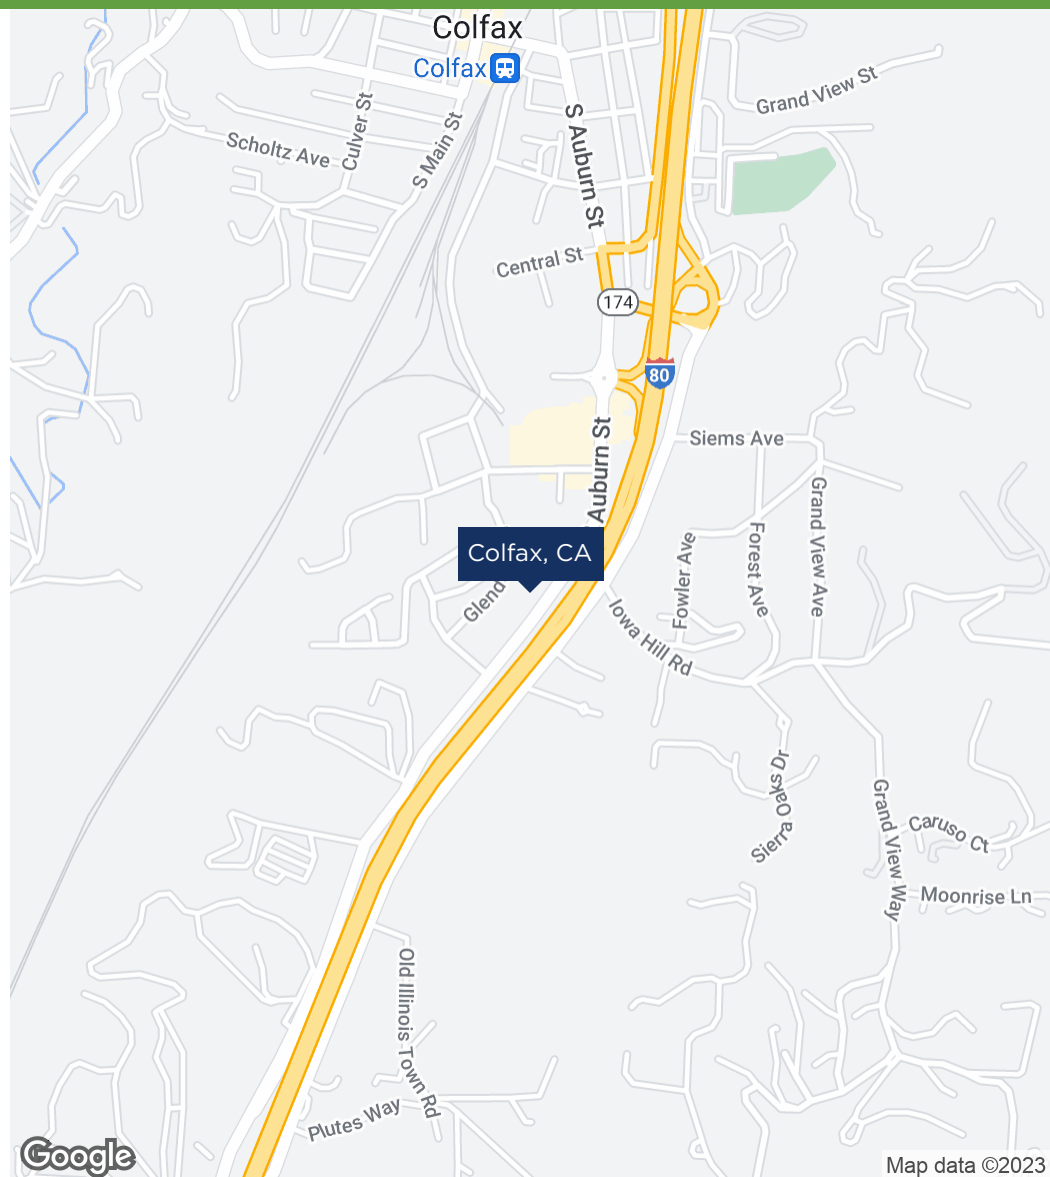 Colfax
Colfax
Grand View St
Culver St
S Main St
Scholtz Ave
S Auburn St
Central St
174
80
Siems Ave
Auburn St
Grand View Ave
Forest Ave
Fowler Ave
Colfax, CA
Glend
Iowa Hill Rd
Sierra Oaks Dr
Grand View Way
Caruso Ct
Moonrise Ln
Old Illinois Town Rd
Plutes Way
Google
Map data ©2023